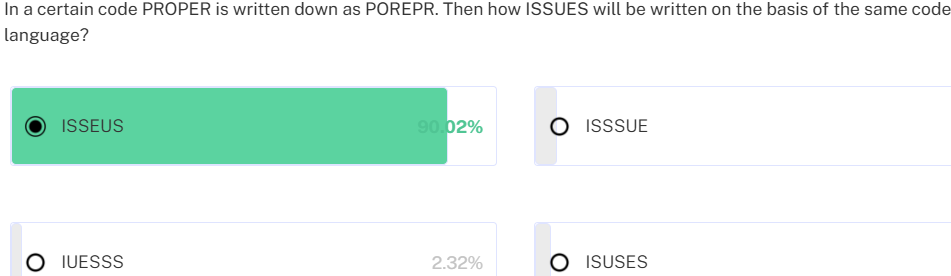 In a certain code PROPER is written down as POREPR. Then how ISSUES will be written on the basis of the same code
language?
ISSEUS 90.02%
ISSSUE
IUESSS 2.32%
ISUSES